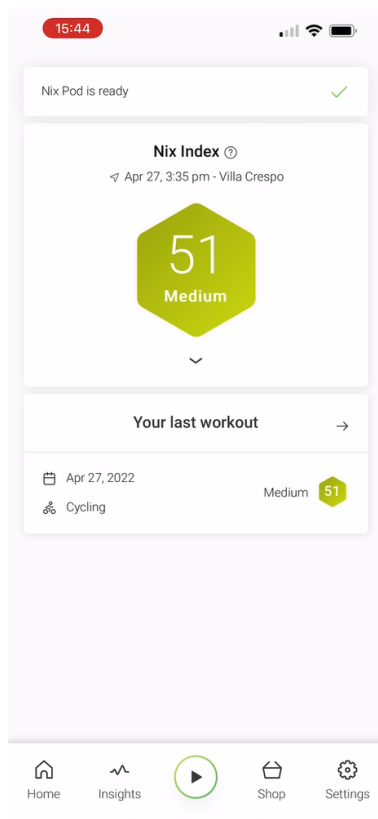 15:44
Nix Pod is ready
Nix Index ?
Apr 27, 3:35 pm - Villa Crespo
51
Medium
Your last workout
Apr 27, 2022
Medium 51
Cycling
Home Insights Shop Settings